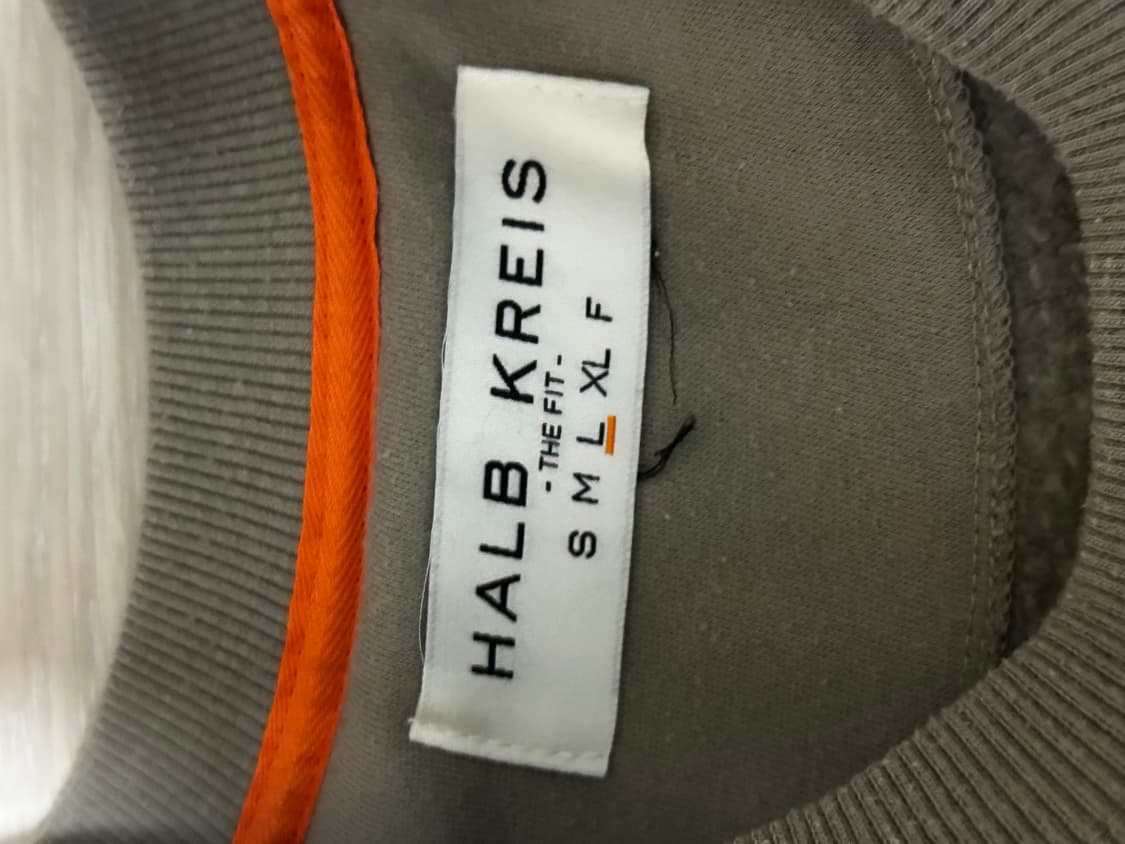 HALB KREIS
- THE FIT -
S M L XL F